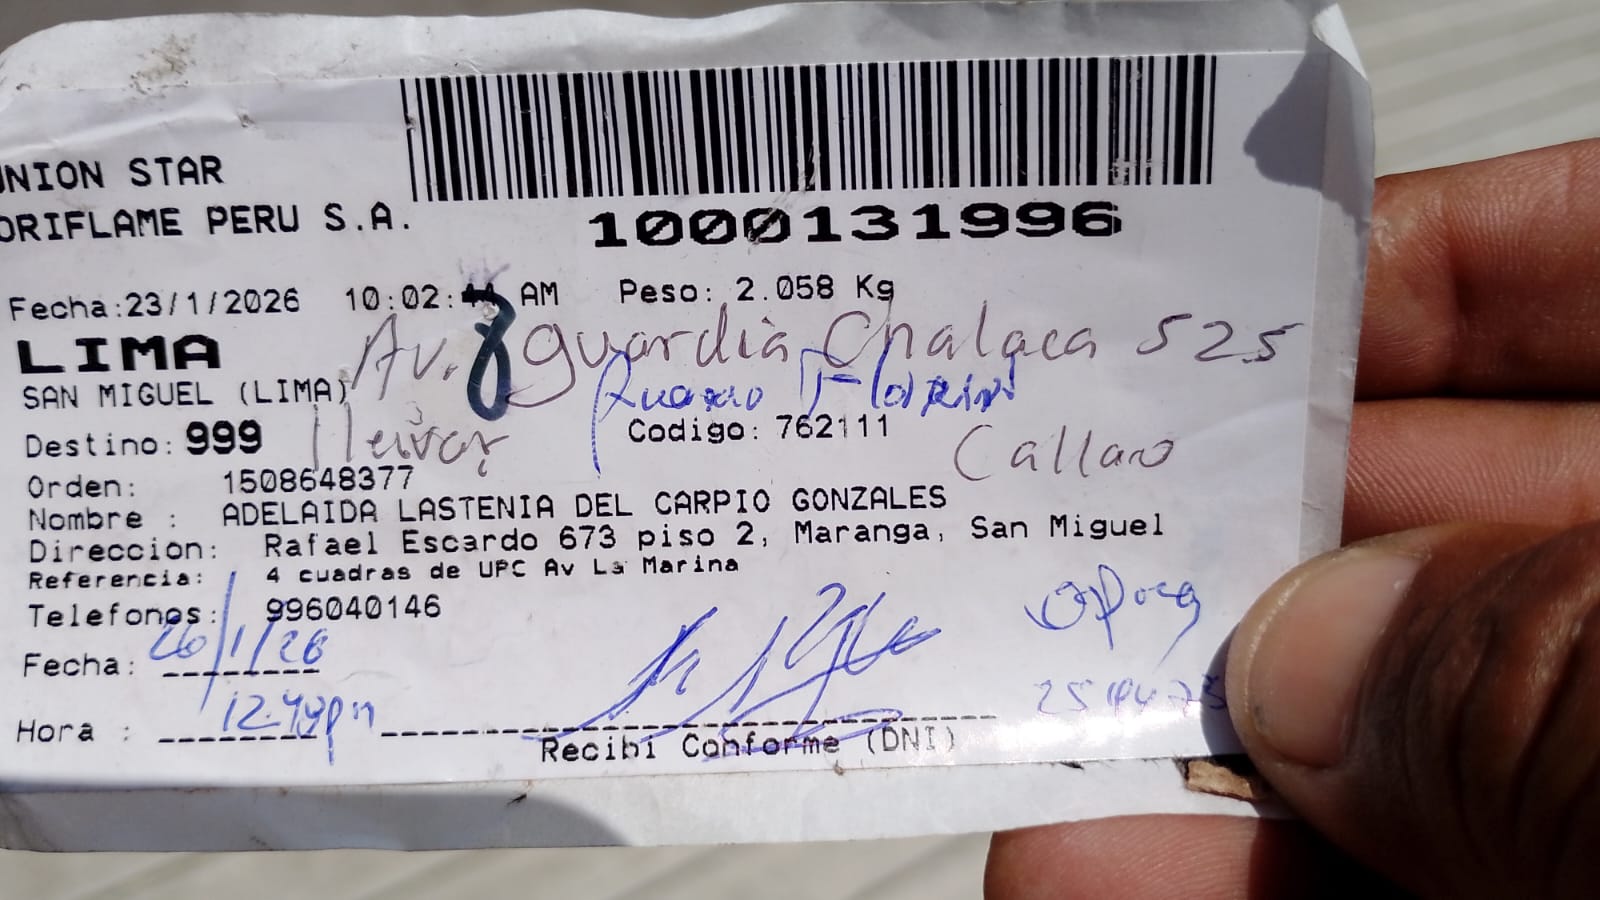 UNION STAR
ORIFLAME PERU S.A.
1000131996
Fecha:23/1/2026 10:02: AM Peso: 2.058 Kg
LIMA
Av. guardia Chalaca 525
SAN MIGUEL (LIMA)
Destino: 999 llevar Codigo: 762111 Callao
Orden: 1508648377
Nombre : ADELAIDA LASTENIA DEL CARPIO GONZALES
Direccion: Rafael Escardo 673 piso 2, Maranga, San Miguel
Referencia: 4 cuadras de UPC Av La Marina
Telefonos: 996040146
Fecha: 26/1/26
Hora :
Recibi Conforme (DNI)